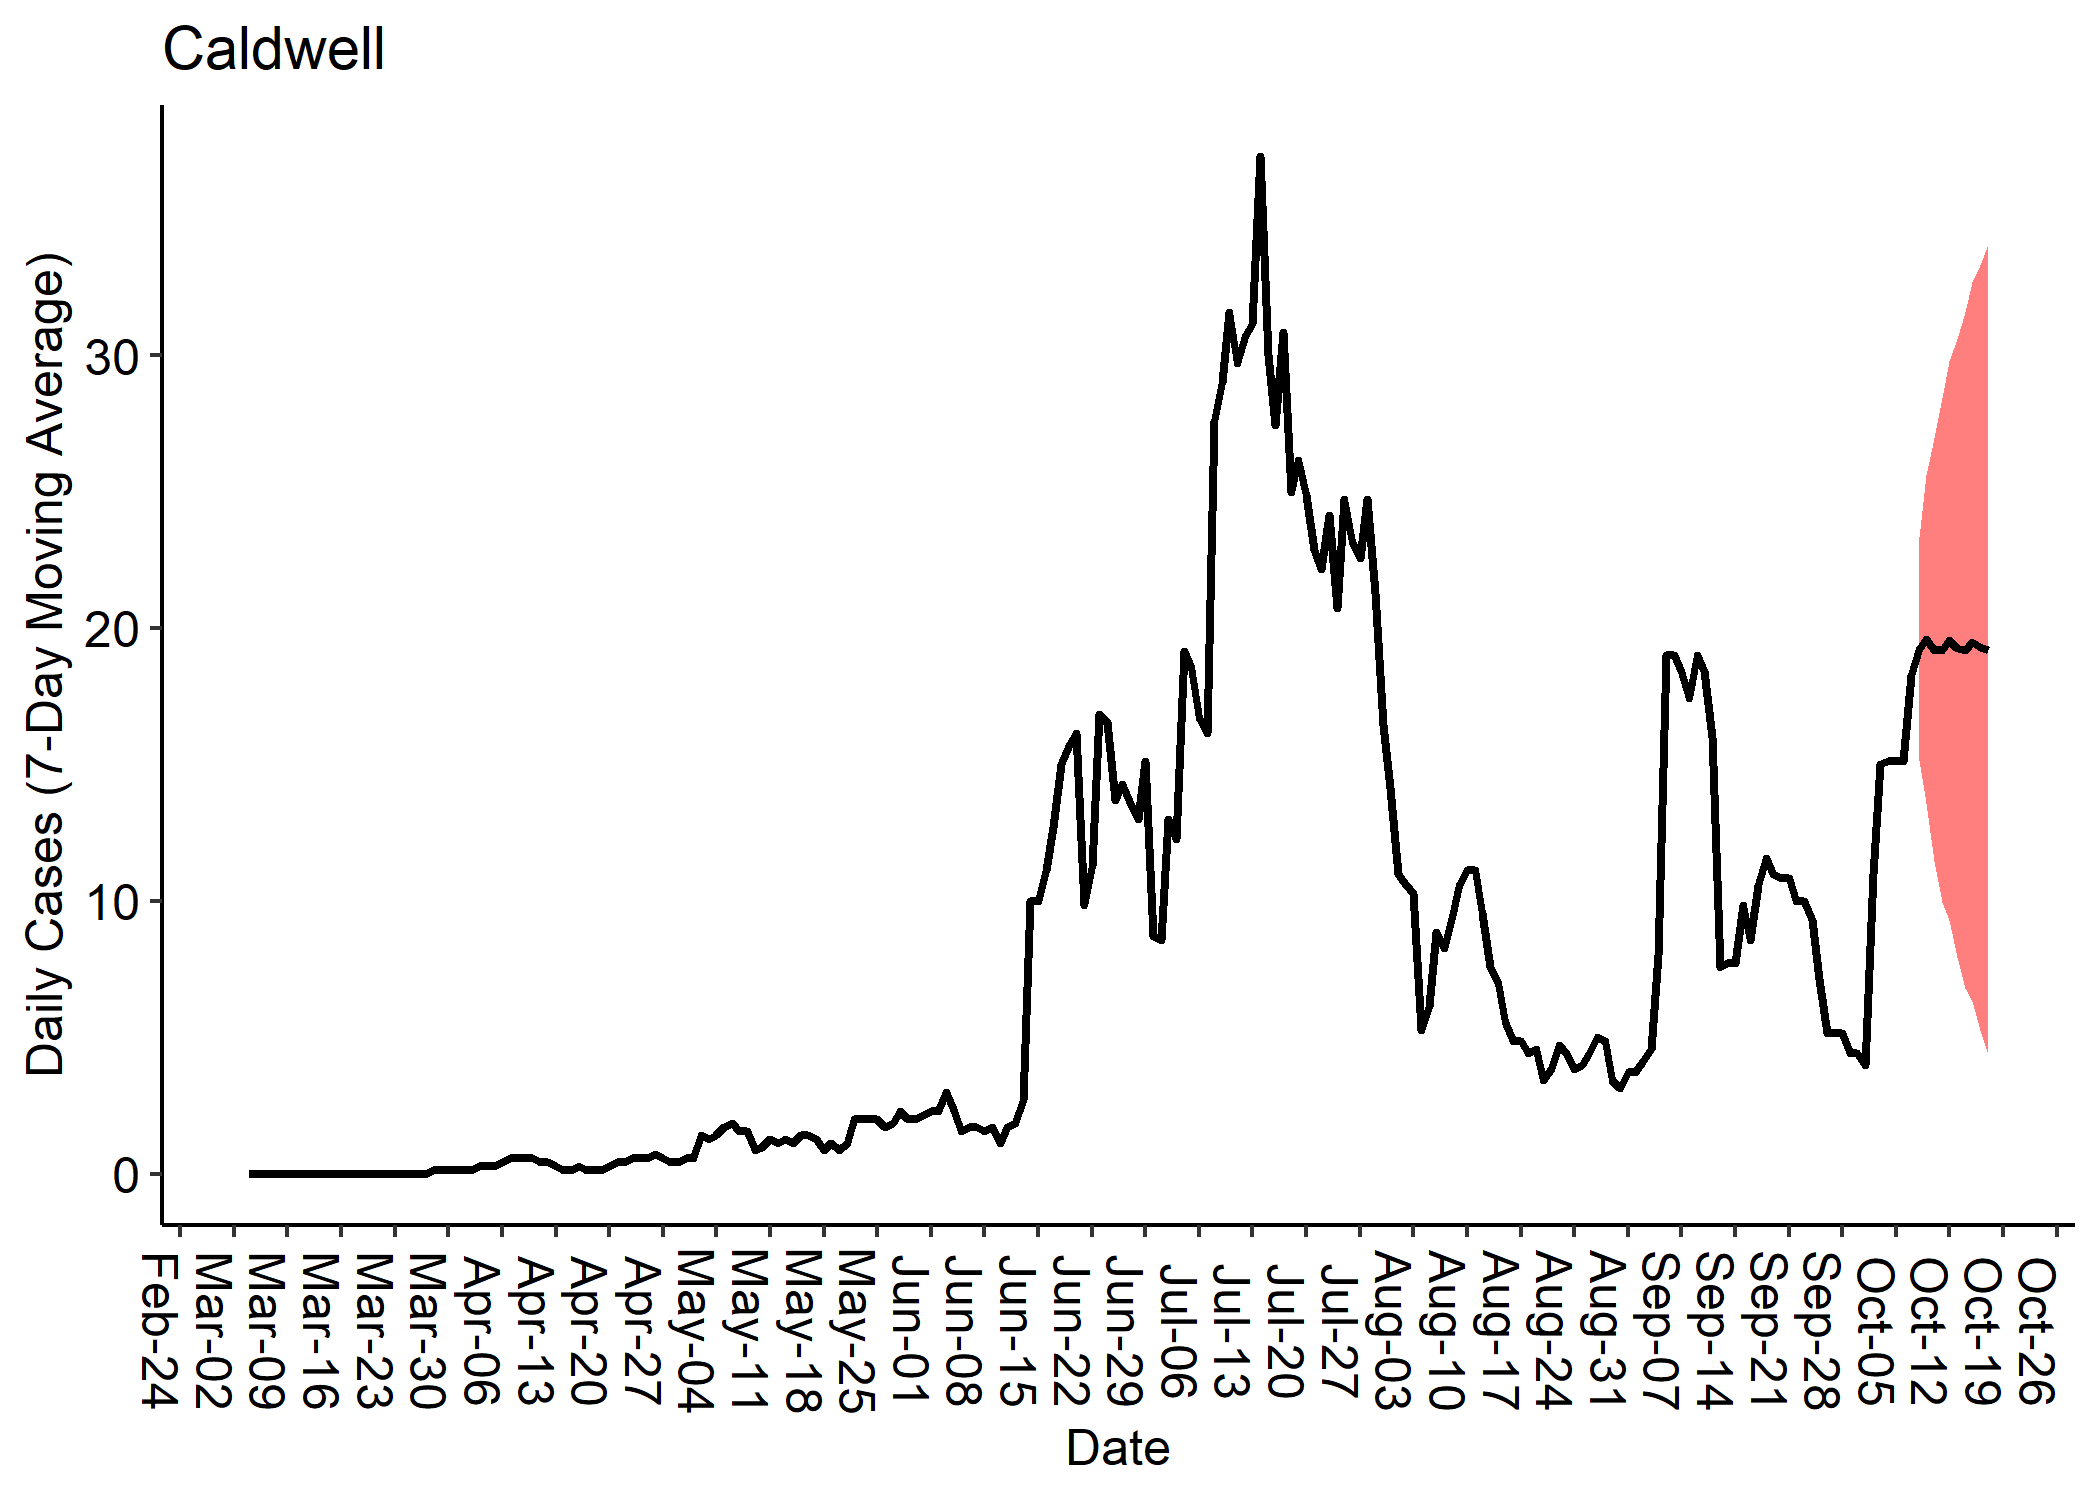 Caldwell
Daily Cases (7-Day Moving Average)
30
20
10
0
Feb-24
Mar-02
Mar-09
Mar-16
Mar-23
Mar-30
Apr-06
Apr-13
Apr-20
Apr-27
May-04
May-11
May-18
May-25
Jun-01
Jun-08
Jun-15
Jun-22
Jun-29
Jul-06
Jul-13
Jul-20
Jul-27
Aug-03
Aug-10
Aug-17
Aug-24
Aug-31
Sep-07
Sep-14
Sep-21
Sep-28
Oct-05
Oct-12
Oct-19
Oct-26
Date